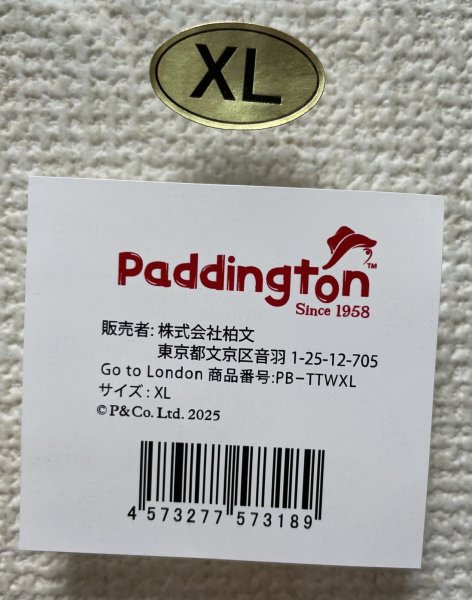 XL
Paddington™
Since 1958
販売者: 株式会社柏文
東京都文京区音羽 1-25-12-705
Go to London 商品番号:PB-TTWXL
サイズ: XL
©P&Co. Ltd. 2025
4 573277 573189